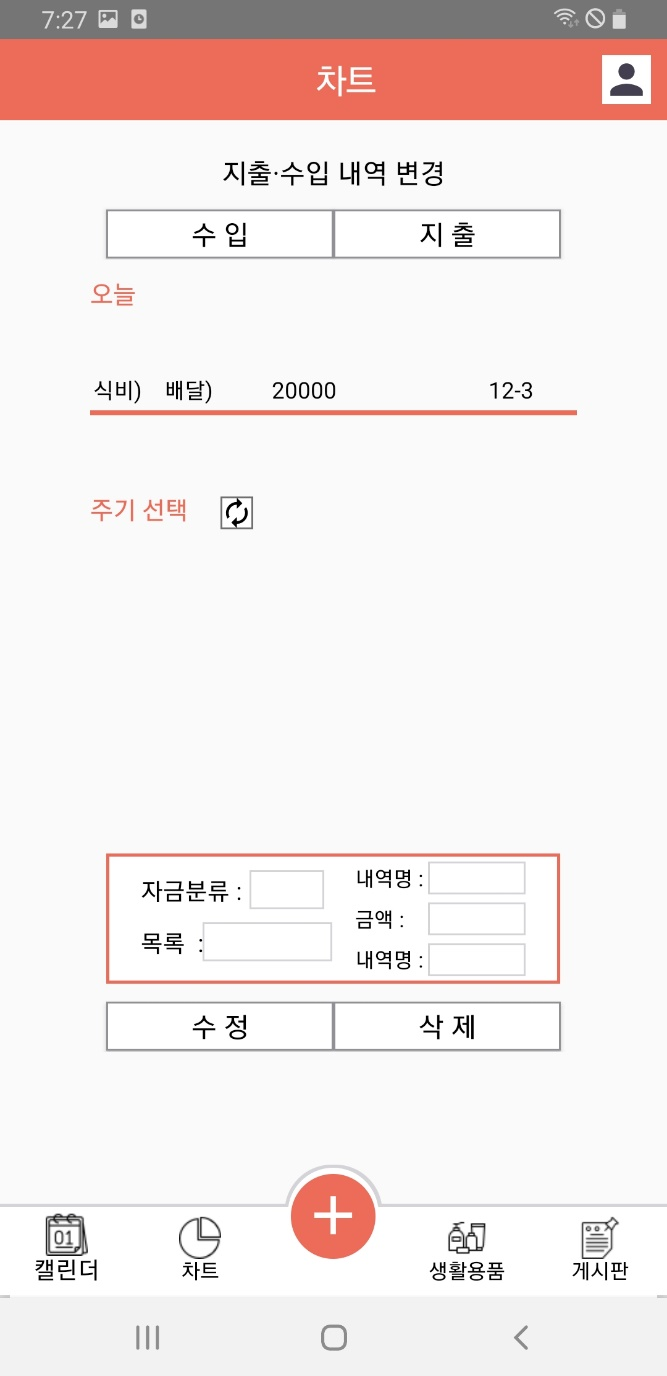 7:27
차트
지출·수입 내역 변경
수 입 지 출
오늘
식비) 배달) 20000 12-3
주기 선택
자금분류 :
목록 :
내역명 :
금액 :
내역명 :
수 정 삭 제
01
캘린더 차트 생활용품 게시판